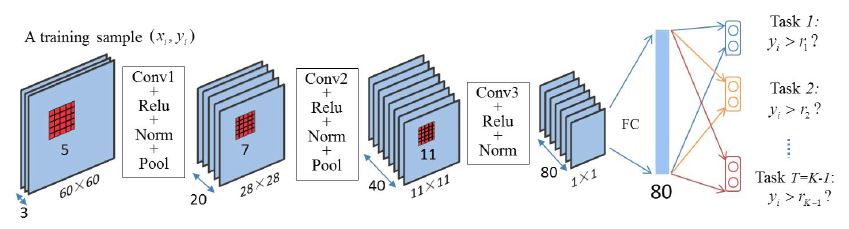 A training sample (x_i, y_i)
5
60×60
3
Conv1
+
Relu
+
Norm
+
Pool
7
28×28
20
Conv2
+
Relu
+
Norm
+
Pool
11
11×11
40
Conv3
+
Relu
+
Norm
80
1×1
FC
80
Task 1:
y_i > r_1?
Task 2:
y_i > r_2?
Task T=K-1:
y_i > r_{K-1}?